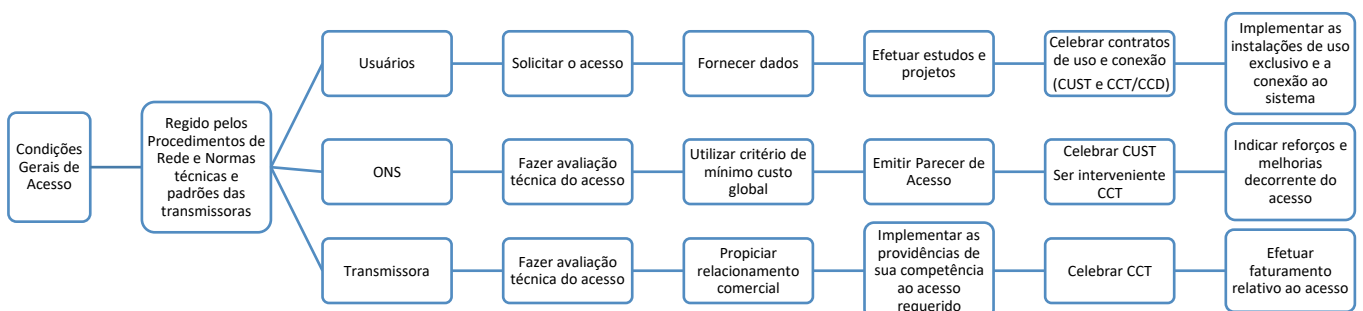 Condições
Gerais de
Acesso
Regido pelos
Procedimentos de
Rede e Normas
técnicas e
padrões das
transmissoras
Usuários
Solicitar o acesso
Fornecer dados
Efetuar estudos e
projetos
Celebrar contratos
de uso e conexão
(CUST e CCT/CCD)
Implementar as
instalações de uso
exclusivo e a
conexão ao
sistema
ONS
Fazer avaliação
técnica do acesso
Utilizar critério de
mínimo custo
global
Emitir Parecer de
Acesso
Celebrar CUST
Ser interveniente
CCT
Indicar reforços e
melhorias
decorrente do
acesso
Transmissora
Fazer avaliação
técnica do acesso
Propiciar
relacionamento
comercial
Implementar as
providências de
sua competência
ao acesso
requerido
Celebrar CCT
Efetuar
faturamento
relativo ao acesso